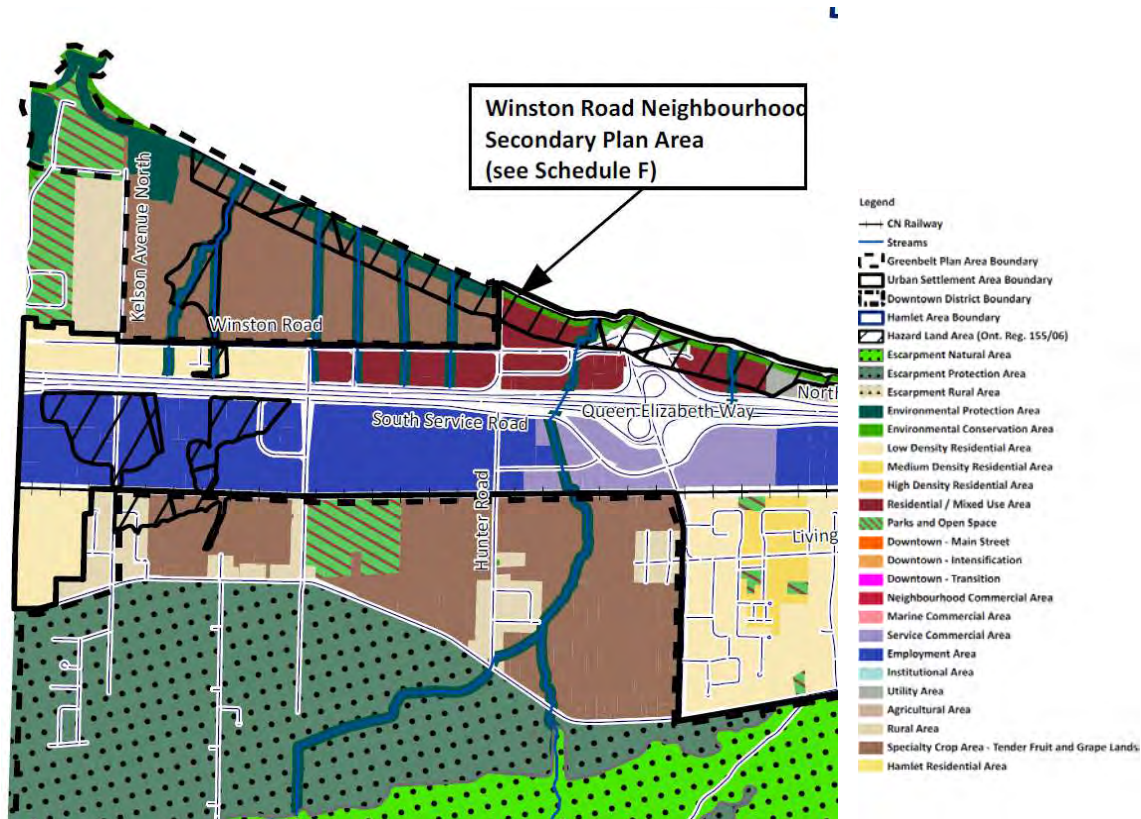 Winston Road Neighbourhood
Secondary Plan Area
(see Schedule F)
Kelson Avenue North
Winston Road
North
Queen Elizabeth Way
South Service Road
Hunter Road
Living
Legend
CN Railway
Streams
Greenbelt Plan Area Boundary
Urban Settlement Area Boundary
Downtown District Boundary
Hamlet Area Boundary
Hazard Land Area (Ont. Reg. 155/06)
Escarpment Natural Area
Escarpment Protection Area
Escarpment Rural Area
Environmental Protection Area
Environmental Conservation Area
Low Density Residential Area
Medium Density Residential Area
High Density Residential Area
Residential / Mixed Use Area
Parks and Open Space
Downtown - Main Street
Downtown - Intensification
Downtown - Transition
Neighbourhood Commercial Area
Marine Commercial Area
Service Commercial Area
Employment Area
Institutional Area
Utility Area
Agricultural Area
Rural Area
Specialty Crop Area - Tender Fruit and Grape Lands
Hamlet Residential Area